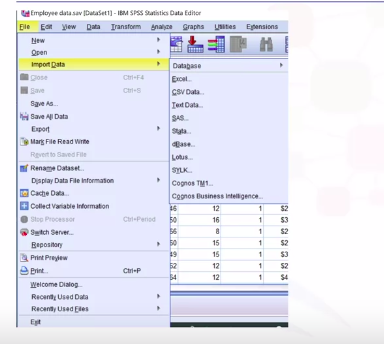 Employee data.sav [DataSet1] - IBM SPSS Statistics Data Editor
File Edit View Data Transform Analyze Graphs Utilities Extensions
New
Open
Import Data
Close Ctrl+F4
Save Ctrl+S
Save As...
Save All Data
Export
Mark File Read Write
Revert to Saved File
Rename Dataset...
Display Data File Information
Cache Data...
Collect Variable Information
Stop Processor Ctrl+Period
Switch Server...
Repository
Print Preview
Print... Ctrl+P
Welcome Dialog...
Recently Used Data
Recently Used Files
Exit
Database
Excel...
CSV Data...
Text Data...
SAS...
Stata...
dBase...
Lotus...
SYLK...
Cognos TM1...
Cognos Business Intelligence...
46 12 1 $2
50 16 1 $3
66 8 1 $2
60 15 1 $2
49 15 1 $3
52 12 1 $2
54 12 1 $4